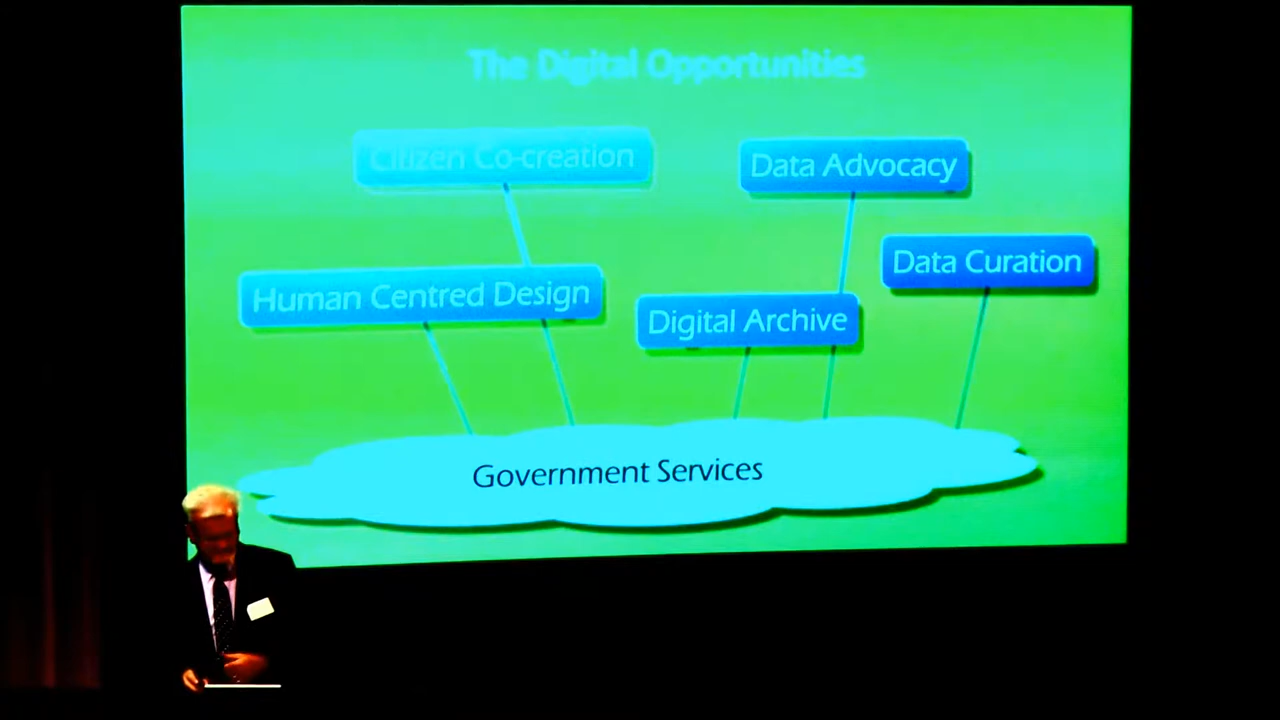 The Digital Opportunities
Citizen Co-creation
Data Advocacy
Data Curation
Human Centred Design
Digital Archive
Government Services